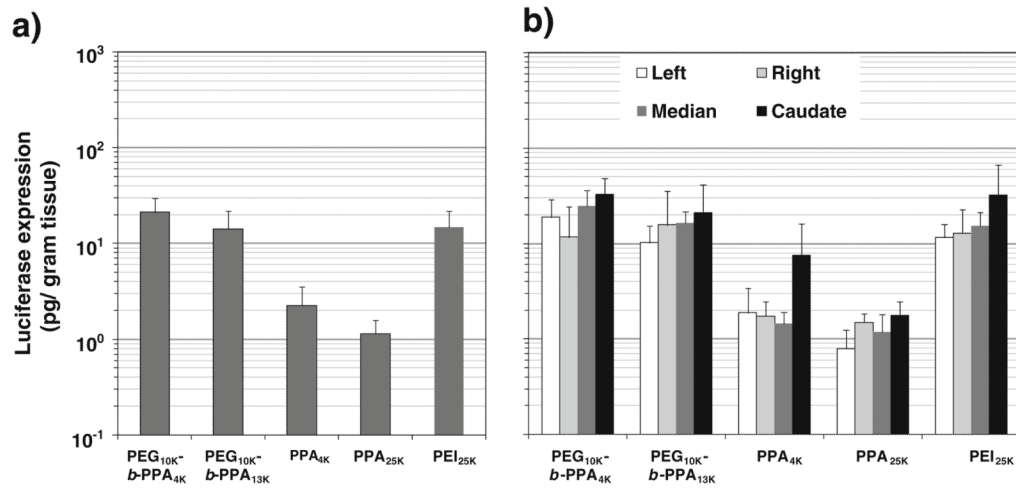 a)
Luciferase expression
(pg/ gram tissue)
10³
10²
10¹
10⁰
10⁻¹
PEG₁₀ₖ-
b-PPA₄ₖ
PEG₁₀ₖ-
b-PPA₁₃ₖ
PPA₄ₖ
PPA₂₅ₖ
PEI₂₅ₖ
b)
Left
Right
Median
Caudate
PEG₁₀ₖ-
b-PPA₄ₖ
PEG₁₀ₖ-
b-PPA₁₃ₖ
PPA₄ₖ
PPA₂₅ₖ
PEI₂₅ₖ